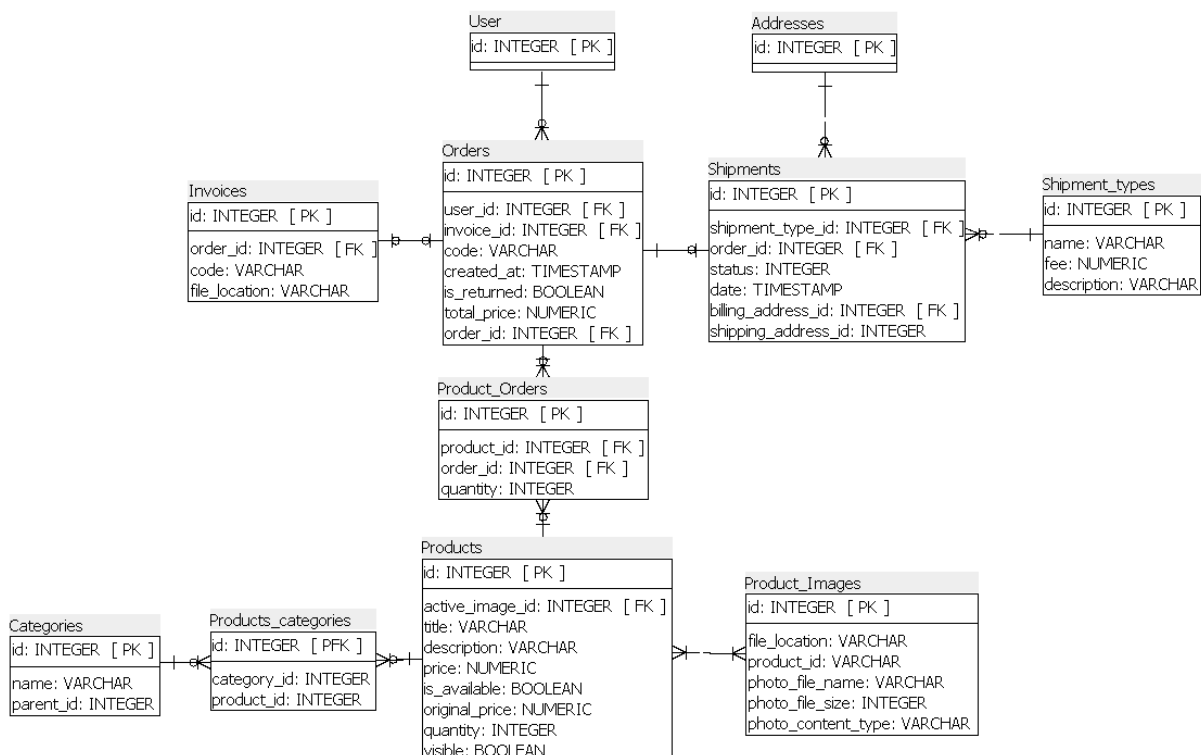 User
id: INTEGER [ PK ]
Addresses
id: INTEGER [ PK ]
Orders
id: INTEGER [ PK ]
user_id: INTEGER [ FK ]
invoice_id: INTEGER [ FK ]
code: VARCHAR
created_at: TIMESTAMP
is_returned: BOOLEAN
total_price: NUMERIC
order_id: INTEGER [ FK ]
Shipments
id: INTEGER [ PK ]
shipment_type_id: INTEGER [ FK ]
order_id: INTEGER [ FK ]
status: INTEGER
date: TIMESTAMP
billing_address_id: INTEGER [ FK ]
shipping_address_id: INTEGER
Invoices
id: INTEGER [ PK ]
order_id: INTEGER [ FK ]
code: VARCHAR
file_location: VARCHAR
Shipment_types
id: INTEGER [ PK ]
name: VARCHAR
fee: NUMERIC
description: VARCHAR
Product_Orders
id: INTEGER [ PK ]
product_id: INTEGER [ FK ]
order_id: INTEGER [ FK ]
quantity: INTEGER
Products
id: INTEGER [ PK ]
active_image_id: INTEGER [ FK ]
title: VARCHAR
description: VARCHAR
price: NUMERIC
is_available: BOOLEAN
original_price: NUMERIC
quantity: INTEGER
visible: BOOLEAN
Product_Images
id: INTEGER [ PK ]
file_location: VARCHAR
product_id: VARCHAR
photo_file_name: VARCHAR
photo_file_size: INTEGER
photo_content_type: VARCHAR
Categories
id: INTEGER [ PK ]
name: VARCHAR
parent_id: INTEGER
Products_categories
id: INTEGER [ PFK ]
category_id: INTEGER
product_id: INTEGER